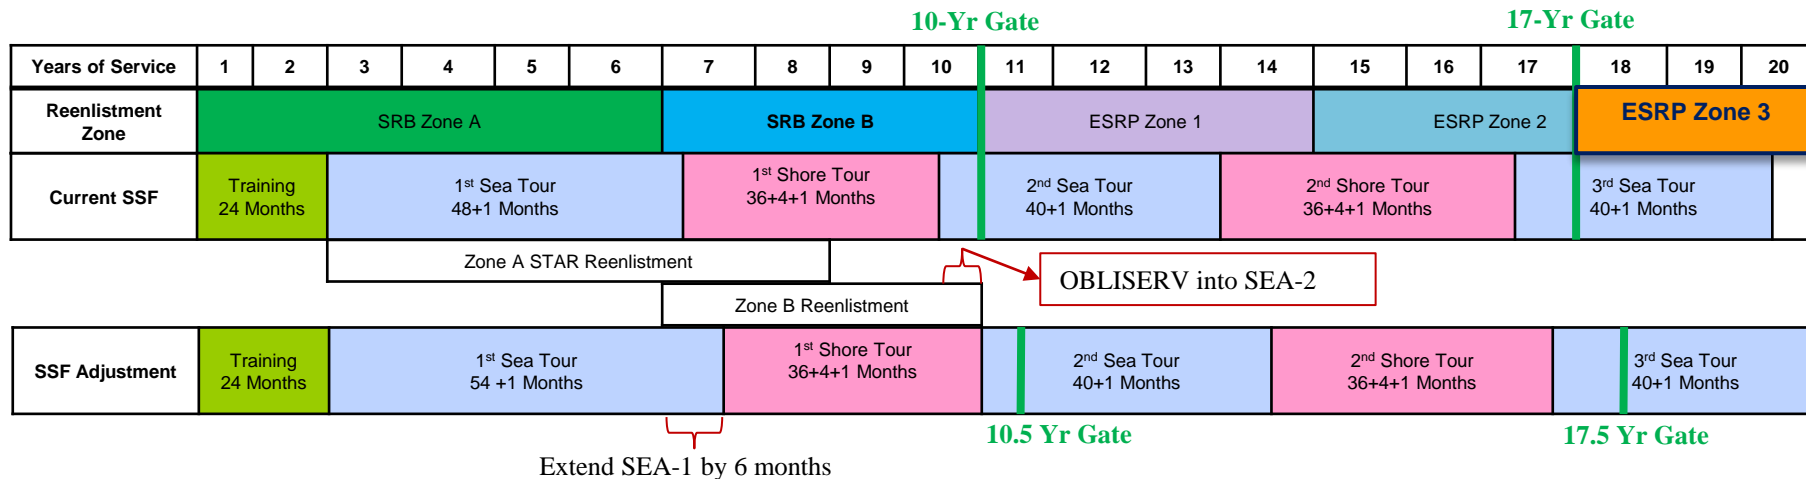 10-Yr Gate
17-Yr Gate
Years of Service 1 2 3 4 5 6 7 8 9 10 11 12 13 14 15 16 17 18 19 20
Reenlistment
Zone
SRB Zone A
SRB Zone B
ESRP Zone 1
ESRP Zone 2
ESRP Zone 3
Current SSF
Training
24 Months
1st Sea Tour
48+1 Months
1st Shore Tour
36+4+1 Months
2nd Sea Tour
40+1 Months
2nd Shore Tour
36+4+1 Months
3rd Sea Tour
40+1 Months
Zone A STAR Reenlistment
OBLISERV into SEA-2
Zone B Reenlistment
SSF Adjustment
Training
24 Months
1st Sea Tour
54 +1 Months
1st Shore Tour
36+4+1 Months
2nd Sea Tour
40+1 Months
2nd Shore Tour
36+4+1 Months
3rd Sea Tour
40+1 Months
10.5 Yr Gate
17.5 Yr Gate
Extend SEA-1 by 6 months